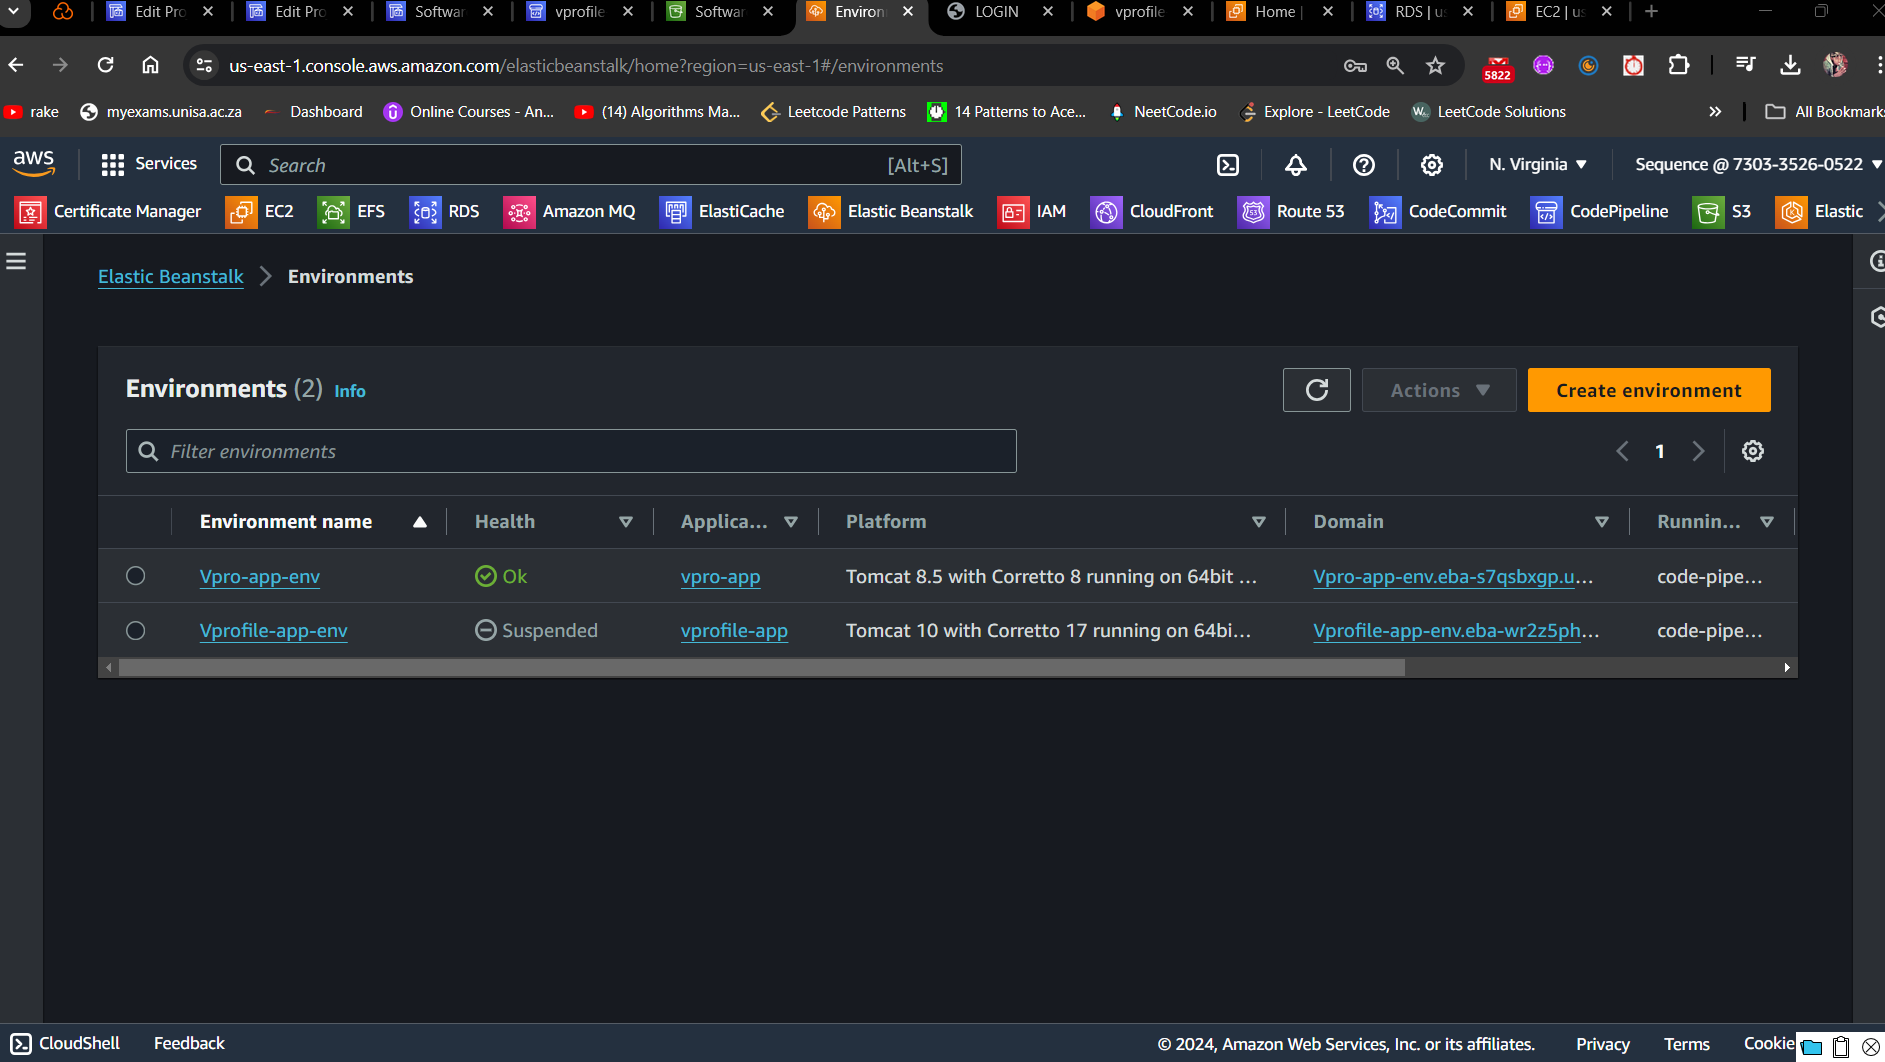 Edit Pro
Edit Pro
Softwar
vprofile
Softwar
Environ
LOGIN
vprofile
Home |
RDS | us
EC2 | us
us-east-1.console.aws.amazon.com/elasticbeanstalk/home?region=us-east-1#/environments
5822
rake
myexams.unisa.ac.za
Dashboard
Online Courses - An...
(14) Algorithms Ma...
Leetcode Patterns
14 Patterns to Ace...
NeetCode.io
Explore - LeetCode
LeetCode Solutions
All Bookmarks
aws
Services
Search
[Alt+S]
N. Virginia
Sequence @ 7303-3526-0522
Certificate Manager
EC2
EFS
RDS
Amazon MQ
ElastiCache
Elastic Beanstalk
IAM
CloudFront
Route 53
CodeCommit
CodePipeline
S3
Elastic
Elastic Beanstalk
Environments
Environments (2) Info
Actions
Create environment
Filter environments
1
Environment name
Health
Applica...
Platform
Domain
Runnin...
Vpro-app-env
Ok
vpro-app
Tomcat 8.5 with Corretto 8 running on 64bit ...
Vpro-app-env.eba-s7qsbxgp.u...
code-pipe...
Vprofile-app-env
Suspended
vprofile-app
Tomcat 10 with Corretto 17 running on 64bi...
Vprofile-app-env.eba-wr2z5ph...
code-pipe...
CloudShell
Feedback
© 2024, Amazon Web Services, Inc. or its affiliates.
Privacy
Terms
Cookie